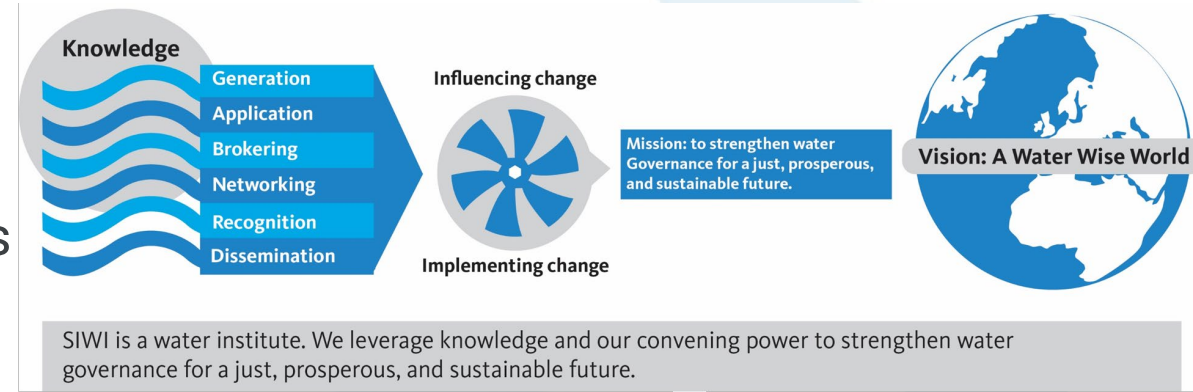 Knowledge
Generation
Application
Brokering
Networking
Recognition
Dissemination
Influencing change
Implementing change
Mission: to strengthen water
Governance for a just, prosperous,
and sustainable future.
Vision: A Water Wise World
s
SIWI is a water institute. We leverage knowledge and our convening power to strengthen water
governance for a just, prosperous, and sustainable future.